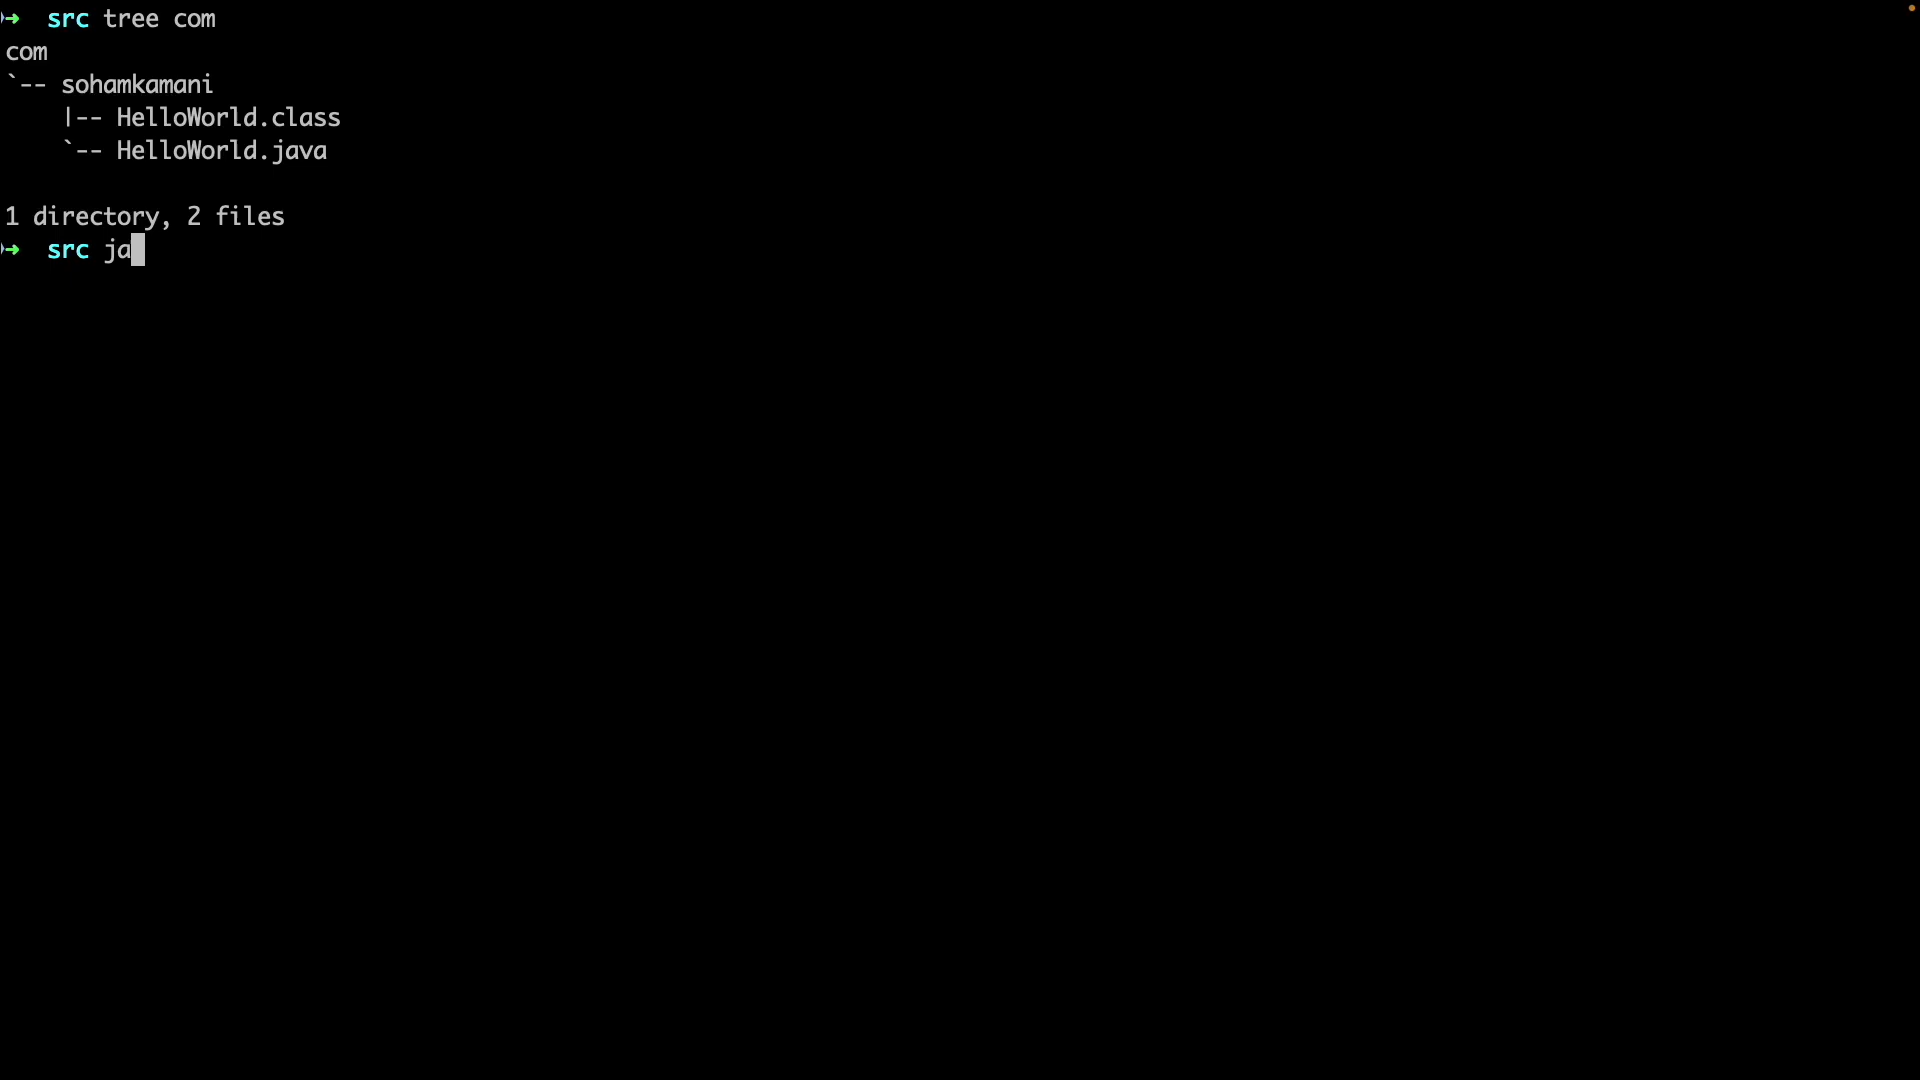 ➜  src tree com
com
`-- sohamkamani
    |-- HelloWorld.class
    `-- HelloWorld.java

1 directory, 2 files
➜  src ja